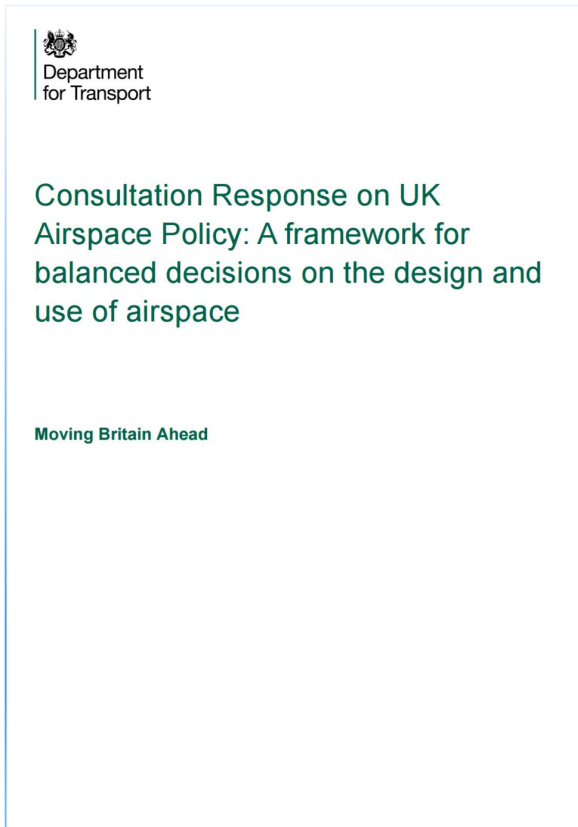 Department
for Transport
Consultation Response on UK
Airspace Policy: A framework for
balanced decisions on the design and
use of airspace
Moving Britain Ahead